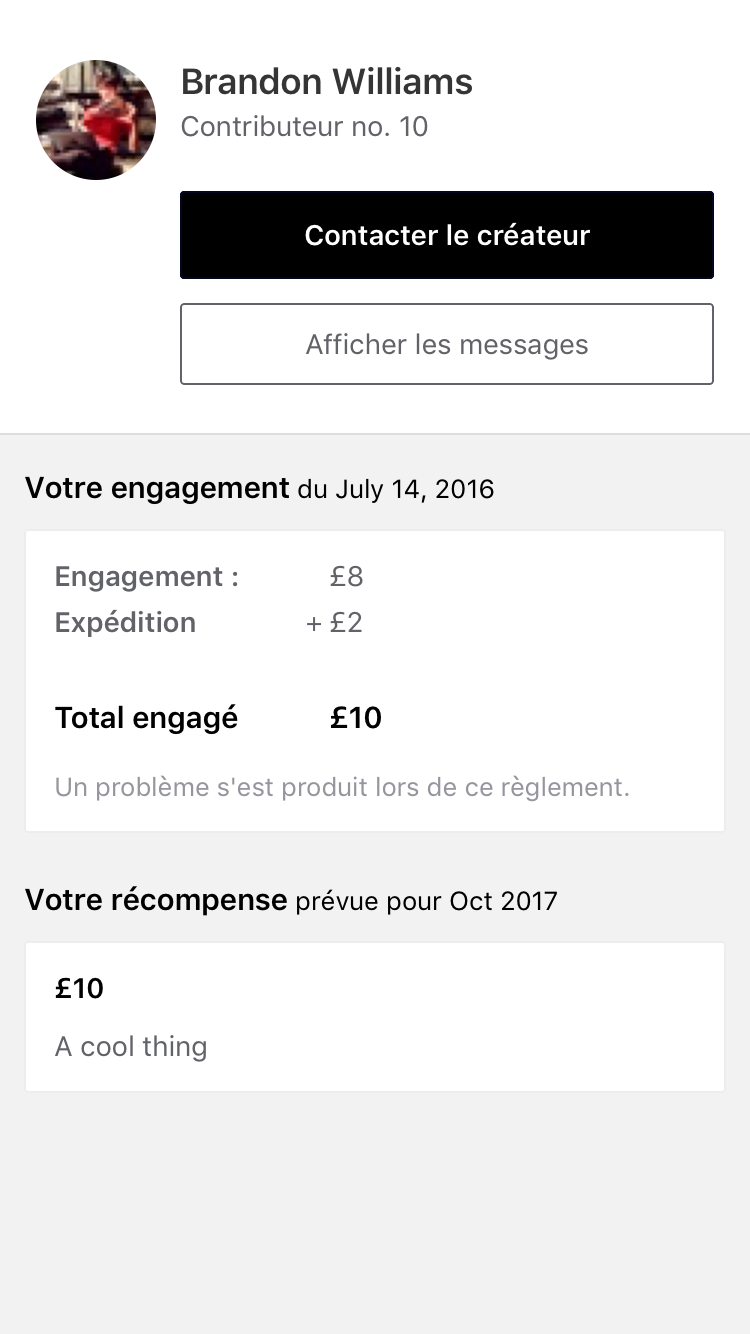 Brandon Williams
Contributeur no. 10
Contacter le créateur
Afficher les messages
Votre engagement du July 14, 2016
Engagement : £8
Expédition + £2
Total engagé £10
Un problème s'est produit lors de ce règlement.
Votre récompense prévue pour Oct 2017
£10
A cool thing